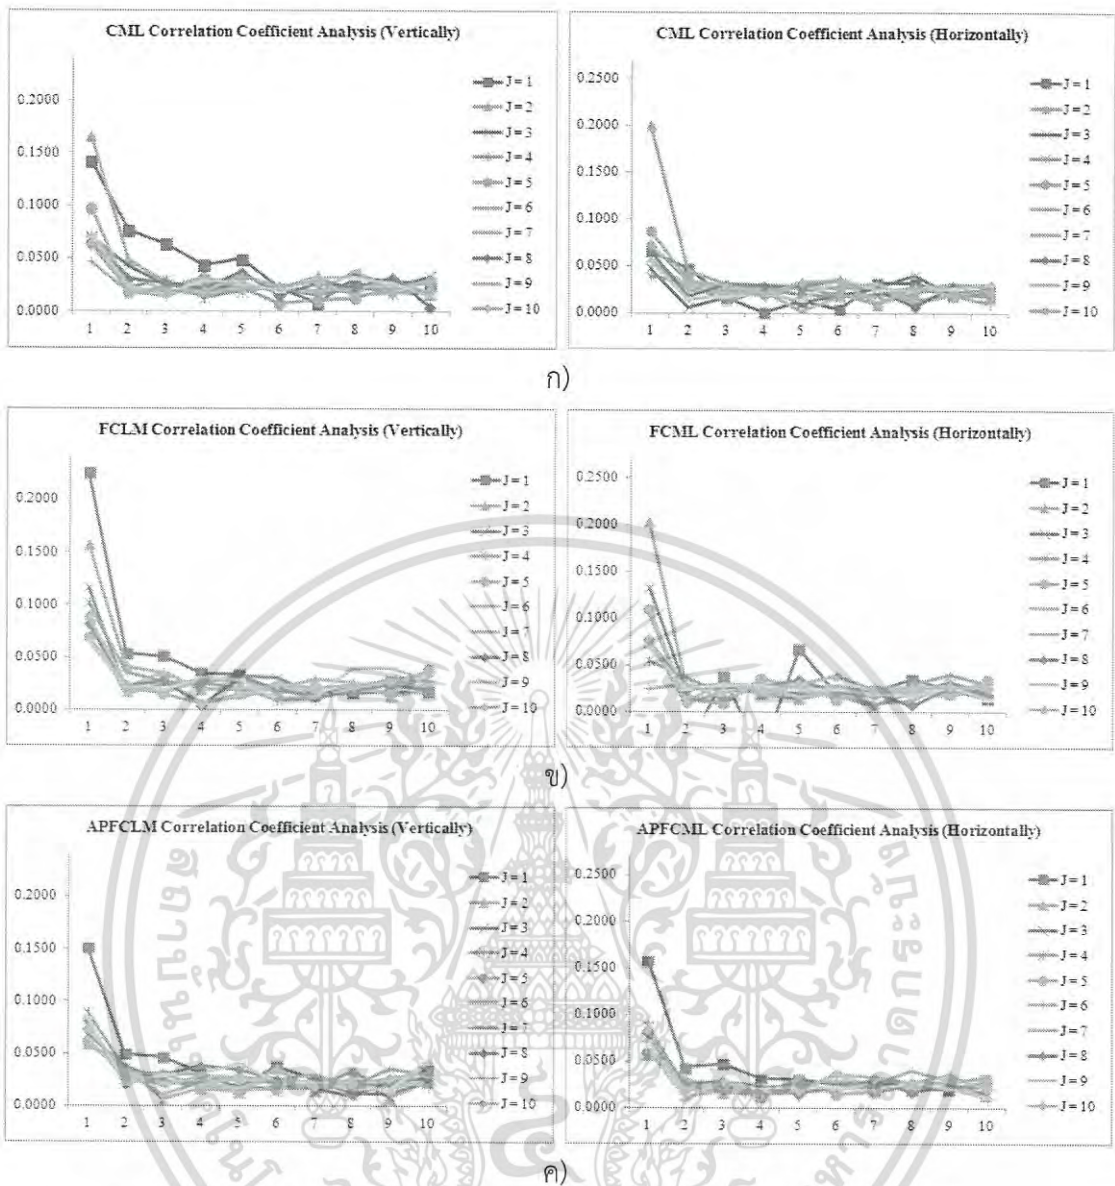 CML Correlation Coefficient Analysis (Vertically)
0.2000
0.1500
0.1000
0.0500
0.0000
1 2 3 4 5 6 7 8 9 10
J = 1
J = 2
J = 3
J = 4
J = 5
J = 6
J = 7
J = 8
J = 9
J = 10
CML Correlation Coefficient Analysis (Horizontally)
0.2500
0.2000
0.1500
0.1000
0.0500
0.0000
1 2 3 4 5 6 7 8 9 10
J = 1
J = 2
J = 3
J = 4
J = 5
J = 6
J = 7
J = 8
J = 9
J = 10
ก)
FCLM Correlation Coefficient Analysis (Vertically)
0.2000
0.1500
0.1000
0.0500
0.0000
1 2 3 4 5 6 7 8 9 10
J = 1
J = 2
J = 3
J = 4
J = 5
J = 6
J = 7
J = 8
J = 9
J = 10
FCML Correlation Coefficient Analysis (Horizontally)
0.2500
0.2000
0.1500
0.1000
0.0500
0.0000
1 2 3 4 5 6 7 8 9 10
J = 1
J = 2
J = 3
J = 4
J = 5
J = 6
J = 7
J = 8
J = 9
J = 10
ข)
APFCLM Correlation Coefficient Analysis (Vertically)
0.2000
0.1500
0.1000
0.0500
0.0000
1 2 3 4 5 6 7 8 9 10
J = 1
J = 2
J = 3
J = 4
J = 5
J = 6
J = 7
J = 8
J = 9
J = 10
APFCML Correlation Coefficient Analysis (Horizontally)
0.2500
0.2000
0.1500
0.1000
0.0500
0.0000
1 2 3 4 5 6 7 8 9 10
J = 1
J = 2
J = 3
J = 4
J = 5
J = 6
J = 7
J = 8
J = 9
J = 10
ค)